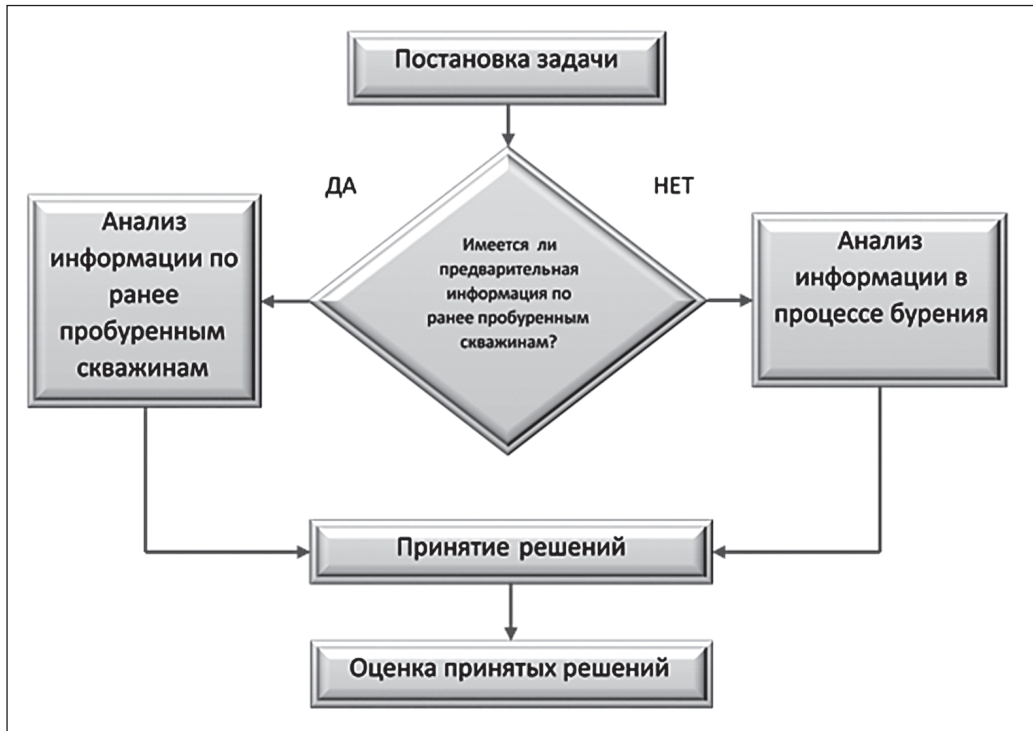 Постановка задачи
ДА
НЕТ
Анализ
информации по
ранее
пробуренным
скважинам
Имеется ли
предварительная
информация по
ранее пробуренным
скважинам?
Анализ
информации в
процессе бурения
Принятие решений
Оценка принятых решений